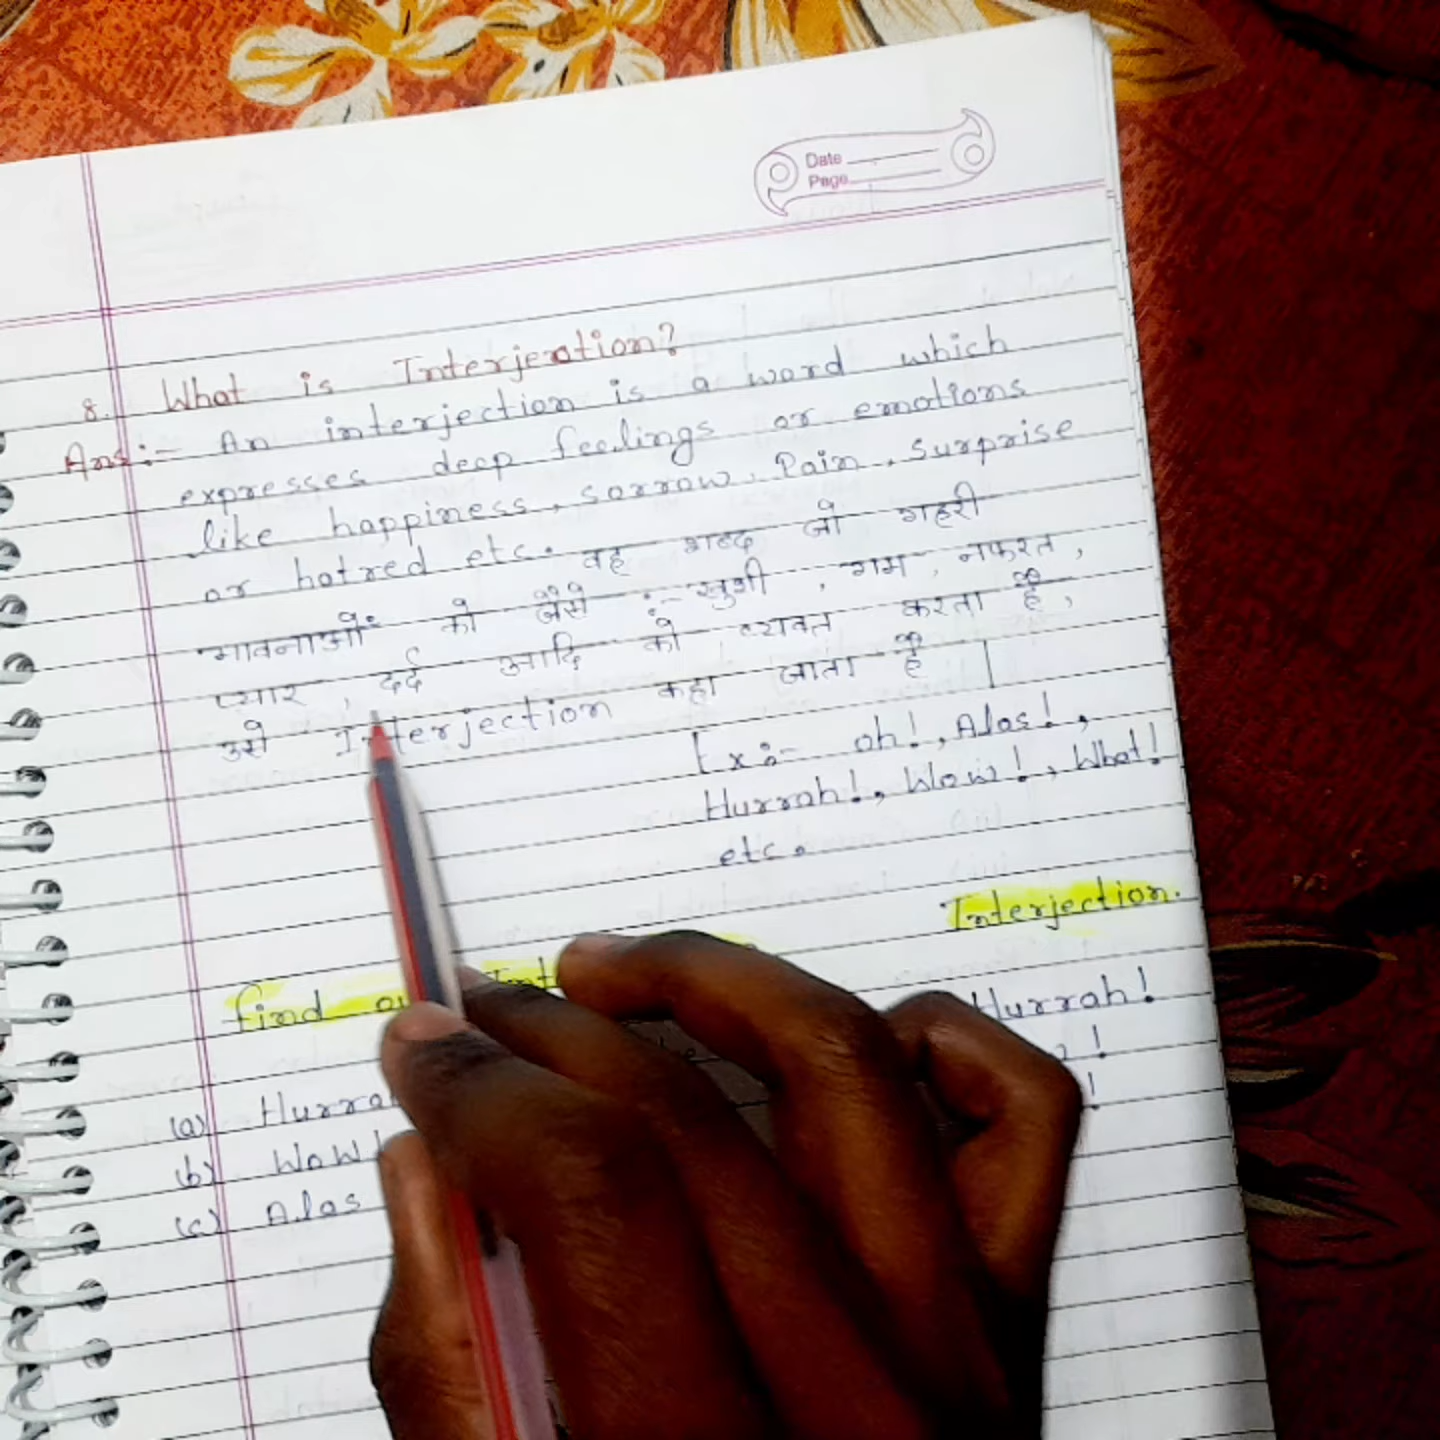 Date
Page
8. What is Interjection?
Ans:- An interjection is a word which
expresses deep feelings or emotions
like happiness, sorrow, Pain, surprise
or hatred etc. वह शब्द जो गहरी
भावनाओं को जैसे :- खुशी, गम, नफरत,
प्यार, दर्द आदि को व्यक्त करता है,
उसे Interjection कहा जाता है |
Ex:- oh!, Alas!,
Hurrah!, Wow!, What!
etc.
Interjection.
find
Hurrah!
!
!
(a)
(b) Wow!
(c) Alas